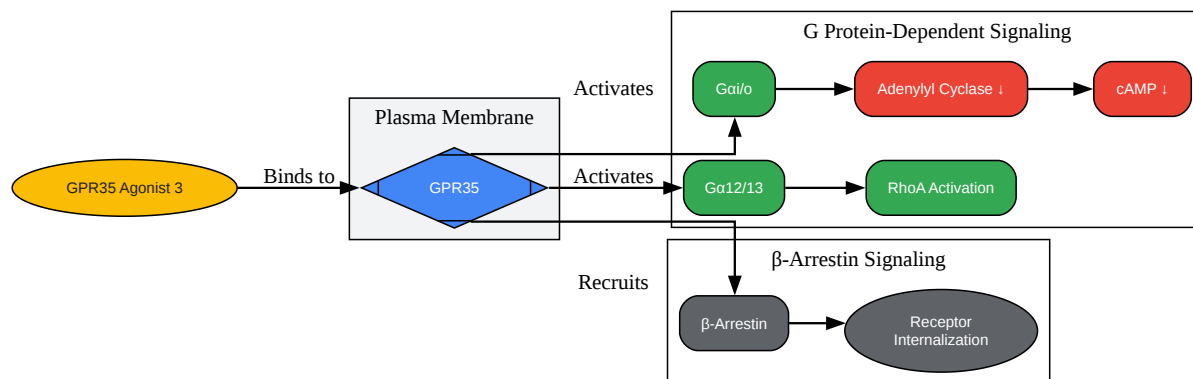 G Protein-Dependent Signaling
Activates
Gαi/o
Adenylyl Cyclase ↓
cAMP ↓
Plasma Membrane
GPR35 Agonist 3
Binds to
GPR35
Activates
Gα12/13
RhoA Activation
β-Arrestin Signaling
Recruits
β-Arrestin
Receptor
Internalization